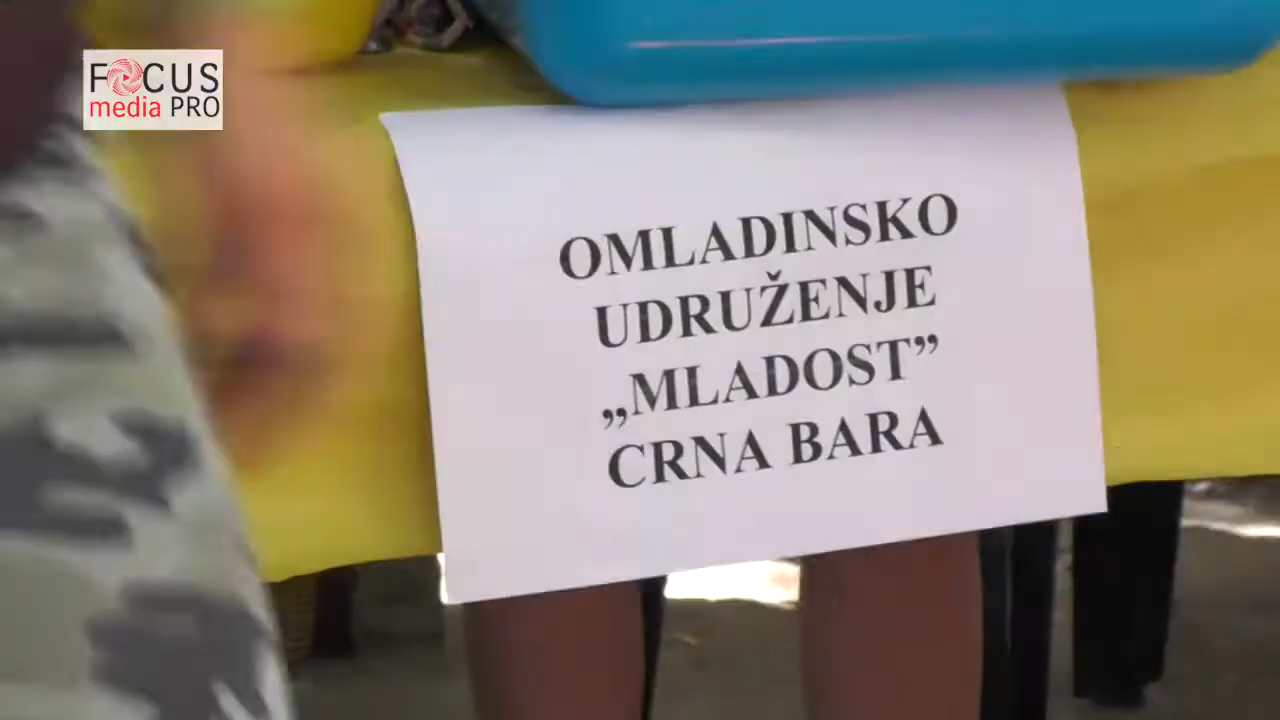 FOCUS
media PRO
OMLADINSKO
UDRUŽENJE
„MLADOST”
CRNA BARA